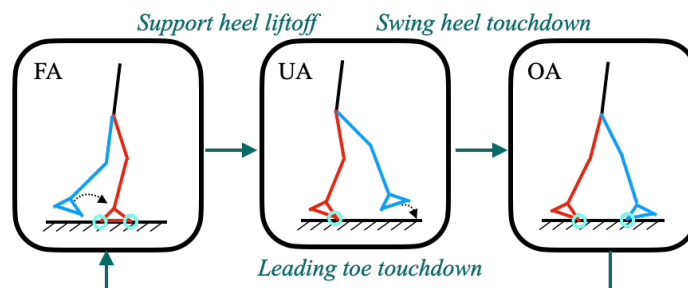 Support heel liftoff
Swing heel touchdown
FA
UA
OA
Leading toe touchdown